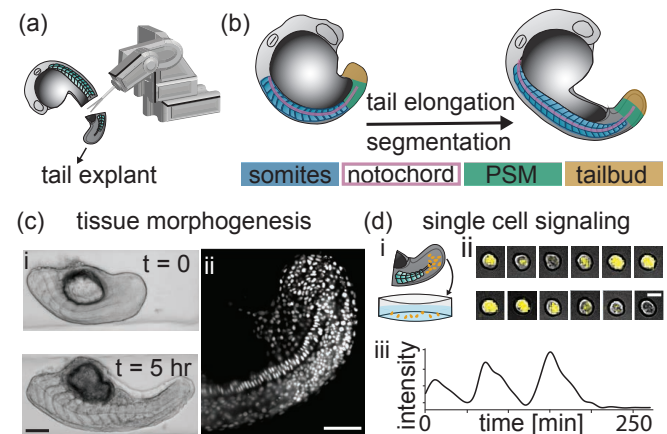 (a)
tail explant
(b)
tail elongation
segmentation
somites
notochord
PSM
tailbud
(c) tissue morphogenesis
i
t = 0
t = 5 hr
ii
(d) single cell signaling
i
ii
iii
intensity
0
time [min]
250